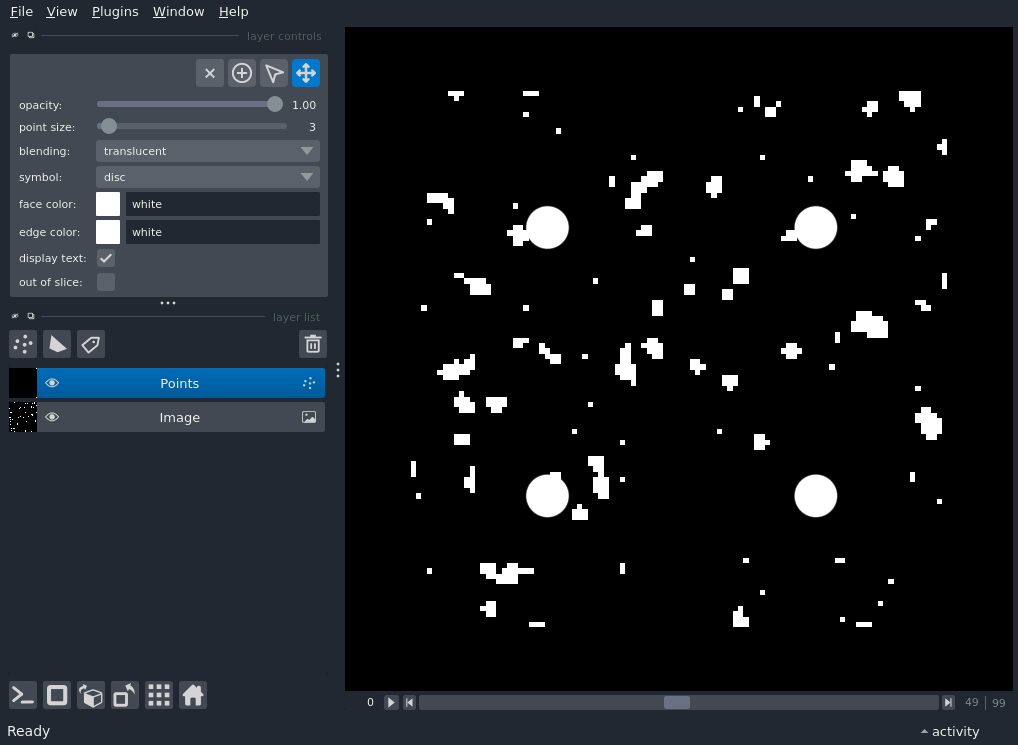 File View Plugins Window Help
layer controls
opacity: 1.00
point size: 3
blending: translucent
symbol: disc
face color: white
edge color: white
display text:
out of slice:
layer list
Points
Image
0 49 | 99
Ready activity